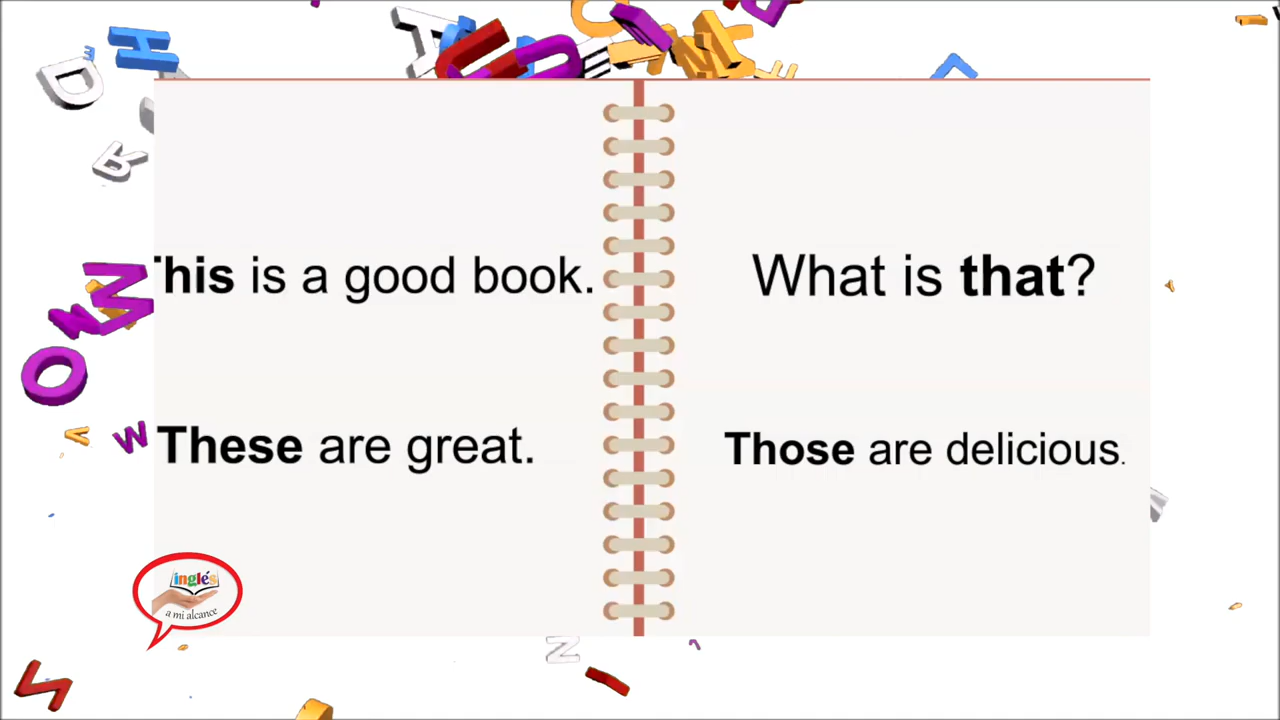 This is a good book.
These are great.
What is that?
Those are delicious.
inglés
a mi alcance